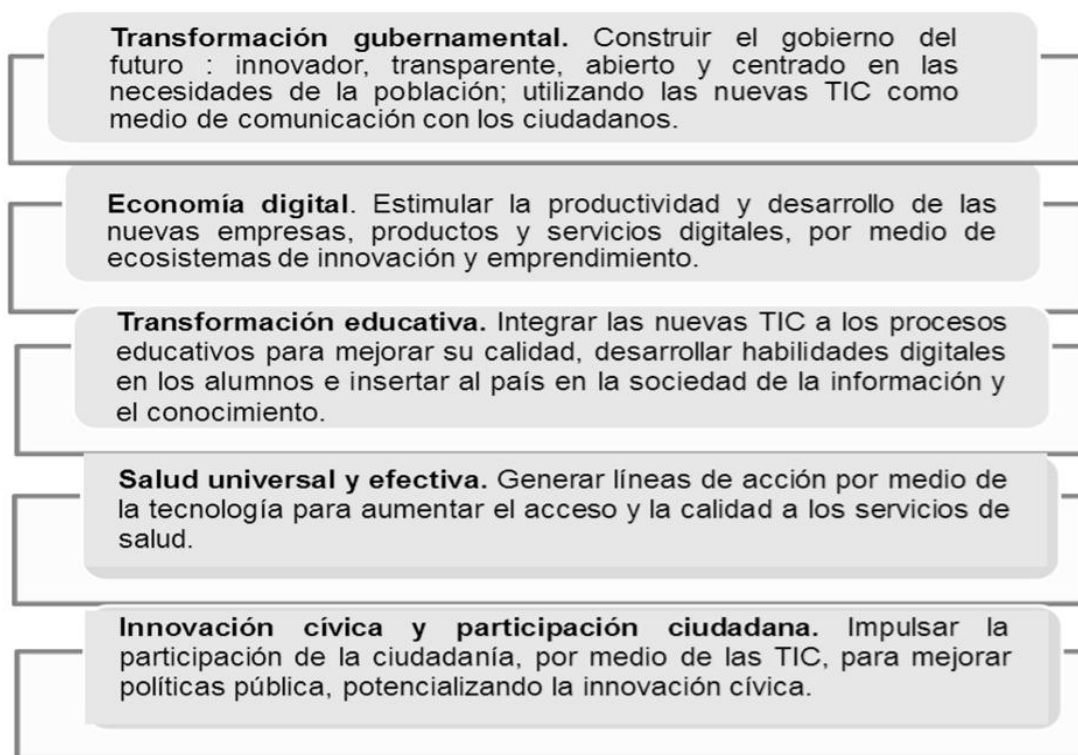 Transformación gubernamental. Construir el gobierno del
futuro : innovador, transparente, abierto y centrado en las
necesidades de la población; utilizando las nuevas TIC como
medio de comunicación con los ciudadanos.
Economía digital. Estimular la productividad y desarrollo de las
nuevas empresas, productos y servicios digitales, por medio de
ecosistemas de innovación y emprendimiento.
Transformación educativa. Integrar las nuevas TIC a los procesos
educativos para mejorar su calidad, desarrollar habilidades digitales
en los alumnos e insertar al país en la sociedad de la información y
el conocimiento.
Salud universal y efectiva. Generar líneas de acción por medio de
la tecnología para aumentar el acceso y la calidad a los servicios de
salud.
Innovación cívica y participación ciudadana. Impulsar la
participación de la ciudadanía, por medio de las TIC, para mejorar
políticas pública, potencializando la innovación cívica.